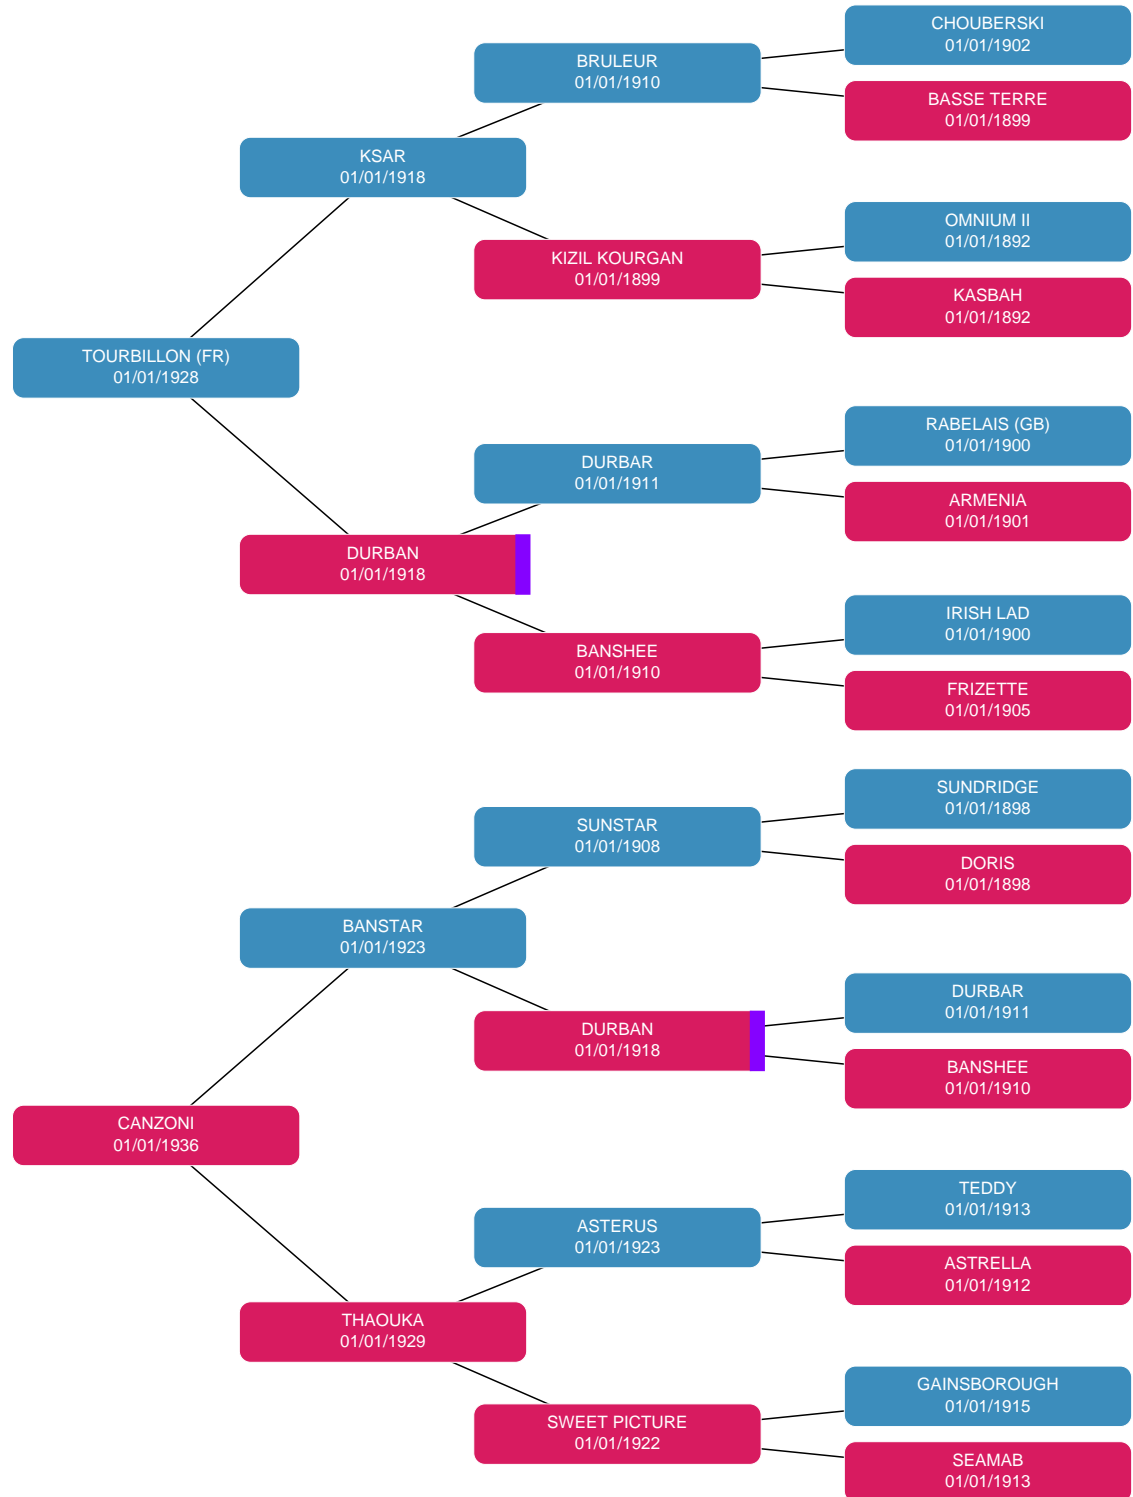 CHOUBERSKI
01/01/1902
BRULEUR
01/01/1910
BASSE TERRE
01/01/1899
KSAR
01/01/1918
OMNIUM II
01/01/1892
KIZIL KOURGAN
01/01/1899
KASBAH
01/01/1892
TOURBILLON (FR)
01/01/1928
RABELAIS (GB)
01/01/1900
DURBAR
01/01/1911
ARMENIA
01/01/1901
DURBAN
01/01/1918
IRISH LAD
01/01/1900
BANSHEE
01/01/1910
FRIZETTE
01/01/1905
SUNDRIDGE
01/01/1898
SUNSTAR
01/01/1908
DORIS
01/01/1898
BANSTAR
01/01/1923
DURBAR
01/01/1911
DURBAN
01/01/1918
BANSHEE
01/01/1910
CANZONI
01/01/1936
TEDDY
01/01/1913
ASTERUS
01/01/1923
ASTRELLA
01/01/1912
THAOUKA
01/01/1929
GAINSBOROUGH
01/01/1915
SWEET PICTURE
01/01/1922
SEAMAB
01/01/1913